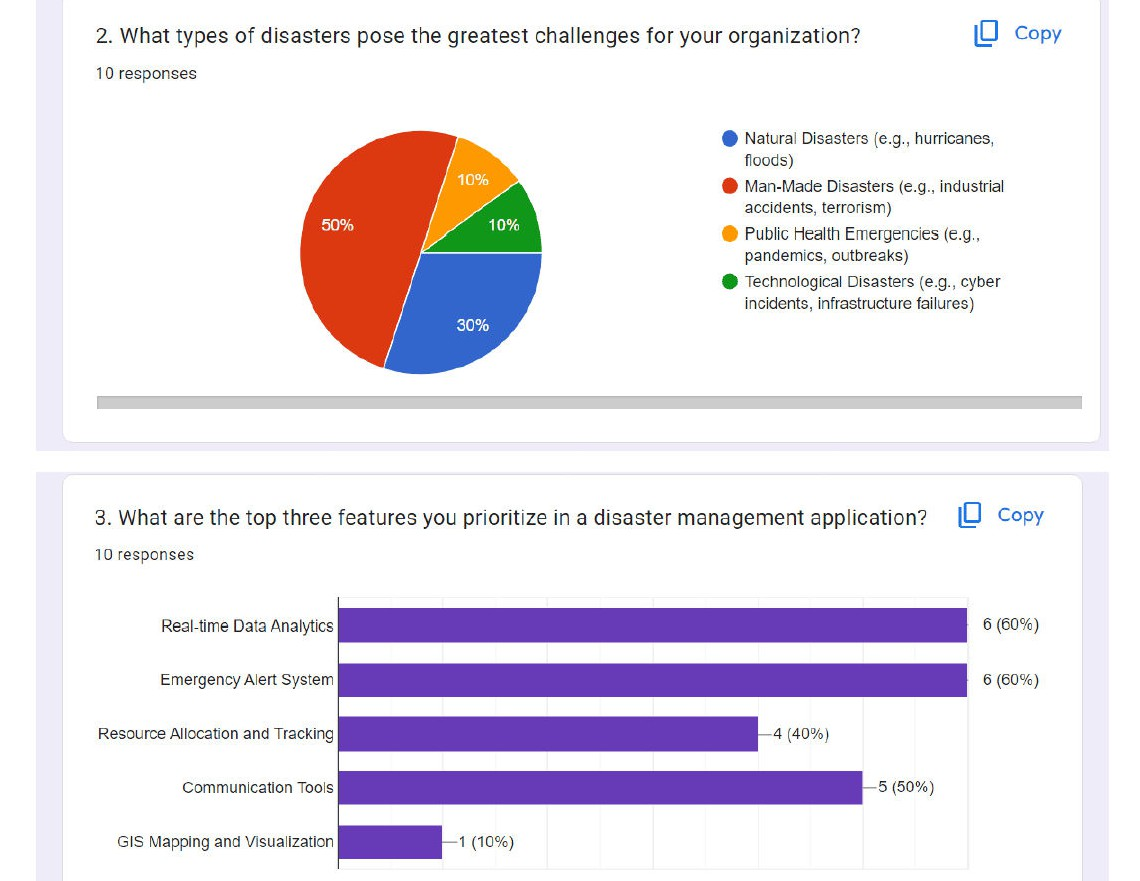 2. What types of disasters pose the greatest challenges for your organization?
Copy
10 responses
10%
50%
10%
30%
Natural Disasters (e.g., hurricanes,
floods)
Man-Made Disasters (e.g., industrial
accidents, terrorism)
Public Health Emergencies (e.g.,
pandemics, outbreaks)
Technological Disasters (e.g., cyber
incidents, infrastructure failures)
3. What are the top three features you prioritize in a disaster management application?
Copy
10 responses
Real-time Data Analytics 6 (60%)
Emergency Alert System 6 (60%)
Resource Allocation and Tracking 4 (40%)
Communication Tools 5 (50%)
GIS Mapping and Visualization 1 (10%)